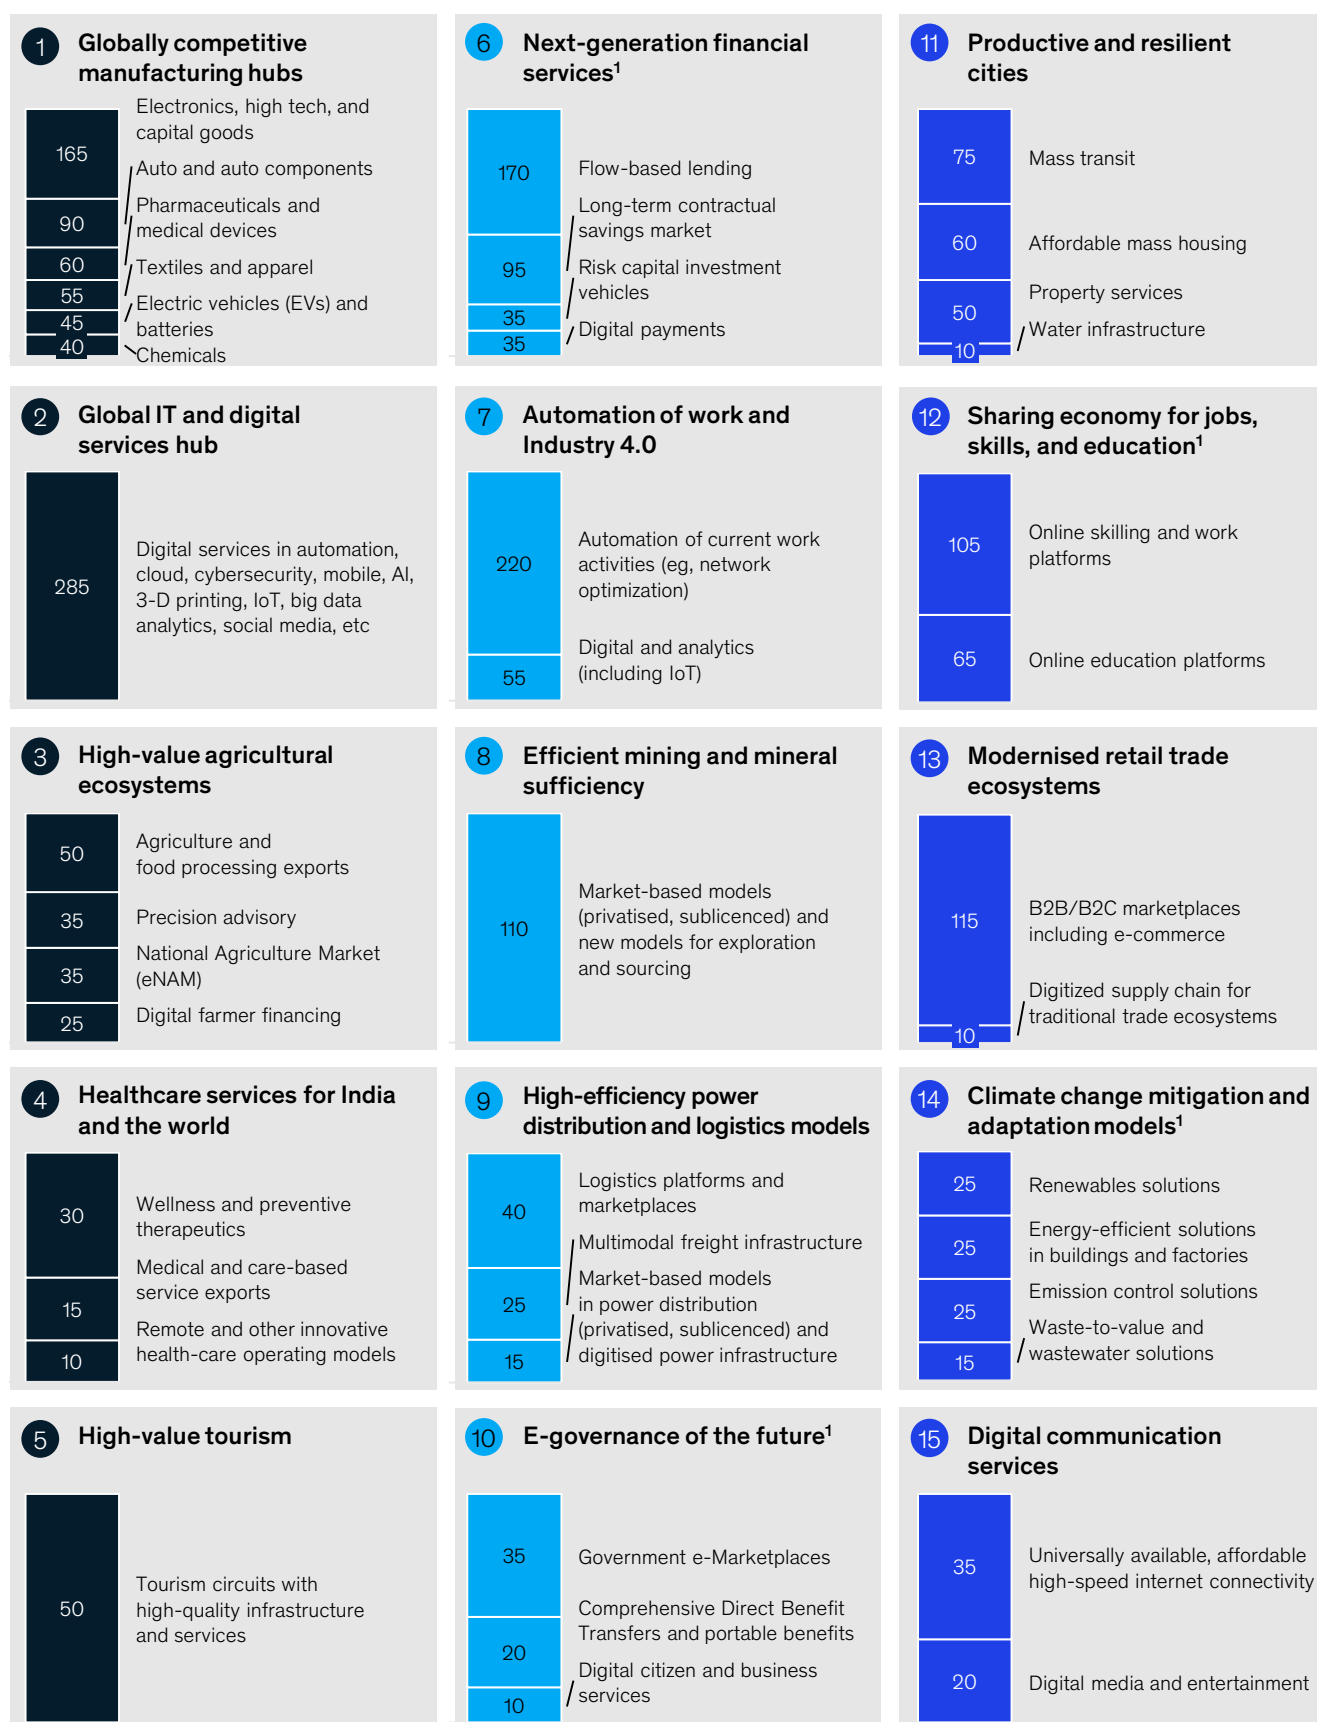 1
Globally competitive
manufacturing hubs
165
90
60
55
45
40
Electronics, high tech, and
capital goods
Auto and auto components
Pharmaceuticals and
medical devices
Textiles and apparel
Electric vehicles (EVs) and
batteries
Chemicals
6
Next-generation financial
services¹
170
95
35
35
Flow-based lending
Long-term contractual
savings market
Risk capital investment
vehicles
Digital payments
11
Productive and resilient
cities
75
60
50
10
Mass transit
Affordable mass housing
Property services
Water infrastructure
2
Global IT and digital
services hub
285
Digital services in automation,
cloud, cybersecurity, mobile, AI,
3-D printing, IoT, big data
analytics, social media, etc
7
Automation of work and
Industry 4.0
220
55
Automation of current work
activities (eg, network
optimization)
Digital and analytics
(including IoT)
12
Sharing economy for jobs,
skills, and education¹
105
65
Online skilling and work
platforms
Online education platforms
3
High-value agricultural
ecosystems
50
35
35
25
Agriculture and
food processing exports
Precision advisory
National Agriculture Market
(eNAM)
Digital farmer financing
8
Efficient mining and mineral
sufficiency
110
Market-based models
(privatised, sublicenced) and
new models for exploration
and sourcing
13
Modernised retail trade
ecosystems
115
10
B2B/B2C marketplaces
including e-commerce
Digitized supply chain for
traditional trade ecosystems
4
Healthcare services for India
and the world
30
15
10
Wellness and preventive
therapeutics
Medical and care-based
service exports
Remote and other innovative
health-care operating models
9
High-efficiency power
distribution and logistics models
40
25
15
Logistics platforms and
marketplaces
Multimodal freight infrastructure
Market-based models
in power distribution
(privatised, sublicenced) and
digitised power infrastructure
14
Climate change mitigation and
adaptation models¹
25
25
25
15
Renewables solutions
Energy-efficient solutions
in buildings and factories
Emission control solutions
Waste-to-value and
wastewater solutions
5
High-value tourism
50
Tourism circuits with
high-quality infrastructure
and services
10
E-governance of the future¹
35
20
10
Government e-Marketplaces
Comprehensive Direct Benefit
Transfers and portable benefits
Digital citizen and business
services
15
Digital communication
services
35
20
Universally available, affordable
high-speed internet connectivity
Digital media and entertainment